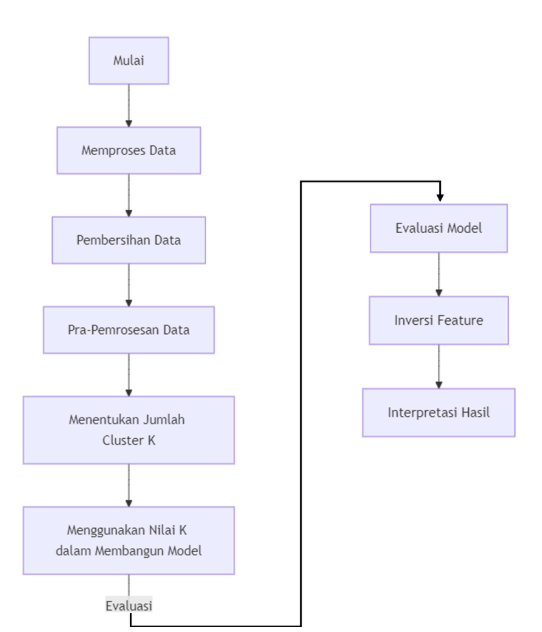 Mulai
Memproses Data
Pembersihan Data
Pra-Pemrosesan Data
Menentukan Jumlah
Cluster K
Menggunakan Nilai K
dalam Membangun Model
Evaluasi
Evaluasi Model
Inversi Feature
Interpretasi Hasil